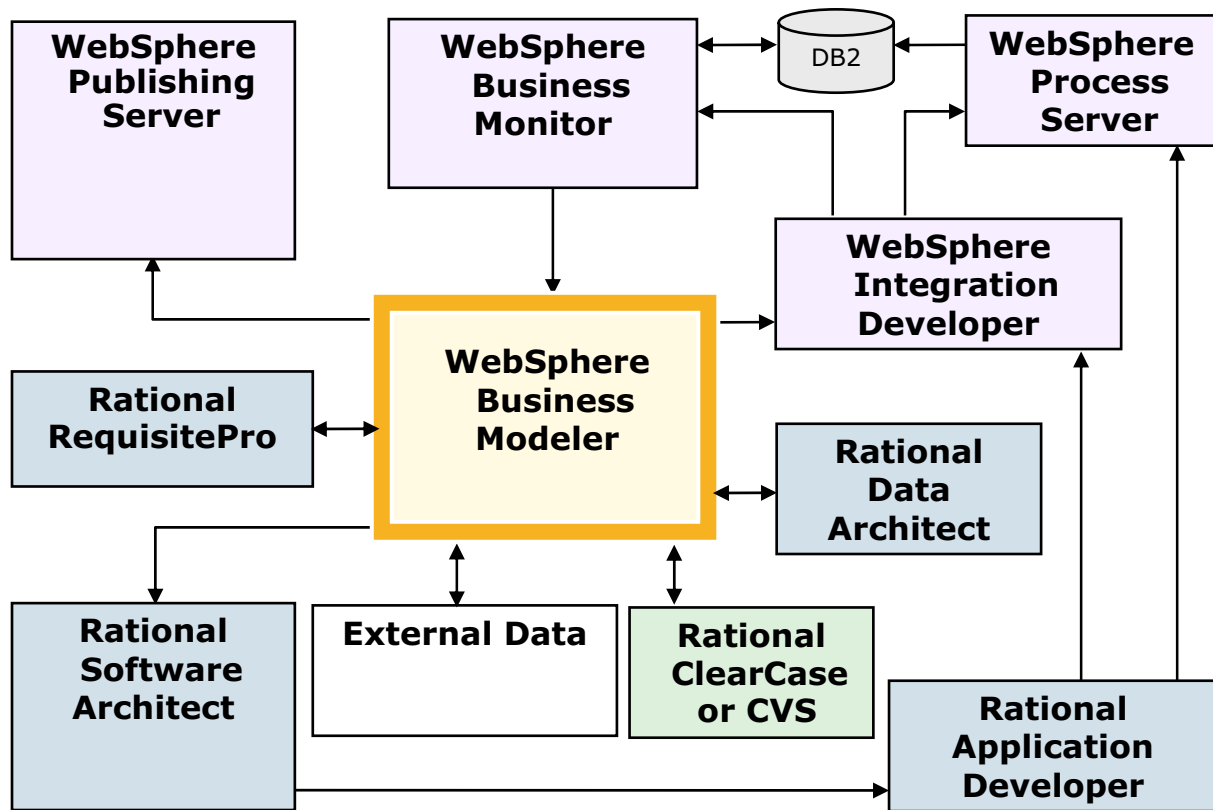 WebSphere
Publishing
Server
WebSphere
Business
Monitor
DB2
WebSphere
Process
Server
WebSphere
Integration
Developer
WebSphere
Business
Modeler
Rational
RequisitePro
Rational
Data
Architect
Rational
Software
Architect
External Data
Rational
ClearCase
or CVS
Rational
Application
Developer